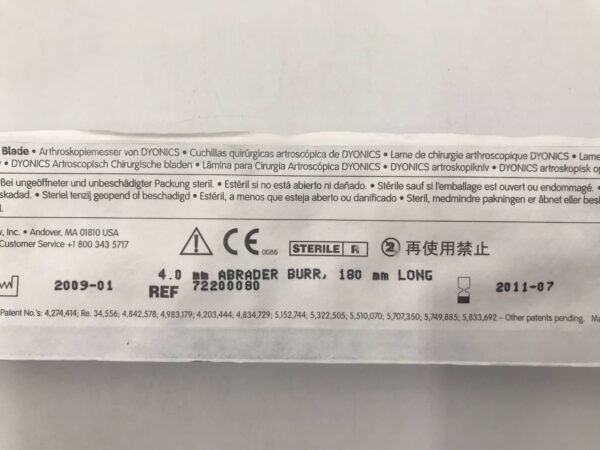 Blade • Arthroskopiemesser von DYONICS • Cuchillas quirúrgicas artroscópica de DYONICS • Lame de chirurgie arthroscopique DYONICS • Lame
• DYONICS Artroscopisch Chirurgische bladen • Lâmina para Cirurgia Artroscópica DYONICS • DYONICS artroskopikniv • DYONICS artroskopisk op
Bei ungeöffneter und unbeschädigter Packung steril. • Estéril si no está abierto ni dañado. • Stérile sauf si l'emballage est ouvert ou endommagé. •
skadad. • Steriel tenzij geopend of beschadigd • Estéril, a menos que esteja aberto ou danificado • Steril, medmindre pakningen er åbnet eller besk
w, Inc. • Andover, MA 01810 USA
Customer Service +1 800 343 5717
CE 0086 STERILE R 2 再使用禁止
2009-01
4.0 mm ABRADER BURR, 180 mm LONG
REF 72200080
2011-07
Patent No.'s: 4,274,414; Re. 34,556; 4,842,578; 4,983,179; 4,203,444; 4,834,729; 5,152,744; 5,322,505; 5,510,070; 5,707,350; 5,749,885; 5,833,692 – Other patents pending. Ma